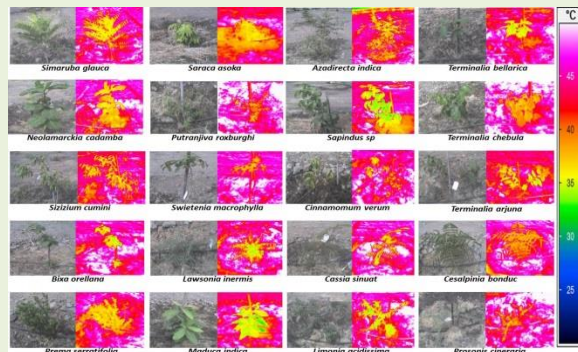 °C
Simaruba glauca Saraca asoka Azadirecta indica Terminalia bellarica
45
Neolamarckia cadamba Putranjiva roxburghi Sapindus sp Terminalia chebula
35
Sizizium cumini Swietenia macrophylla Cinnamomum verum Terminalia arjuna
30
Bixa orellana Lawsonia inermis Cassia sinuat Cesalpinia bonduc
25
Prema serratifolia Maduca indica Limonia acidissima Prosopis cineraria